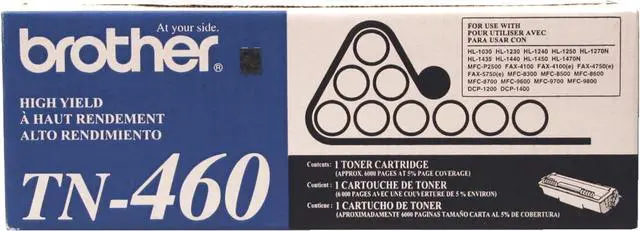 At your side.
brother®
HIGH YIELD
À HAUT RENDEMENT
ALTO RENDIMIENTO
TN-460
FOR USE WITH
POUR UTILISER AVEC
PARA USAR CON
HL-1030 HL-1230 HL-1240 HL-1250 HL-1270N
HL-1435 HL-1440 HL-1450 HL-1470N
MFC-P2500 FAX-4100 FAX-4100(e) FAX-4750(e)
FAX-5750(e) MFC-8300 MFC-8500 MFC-8600
MFC-8700 MFC-9600 MFC-9700 MFC-9800
DCP-1200 DCP-1400
Contents: 1 TONER CARTRIDGE
(APPROX. 6000 PAGES AT 5% PAGE COVERAGE)
Contient : 1 CARTOUCHE DE TONER
(6 000 PAGES AVEC UNE COUVERTURE DE 5 % ENVIRON)
Contiene : 1 CARTUCHO DE TONER
(APROXIMADAMENTE 6000 PAGINAS TAMAÑO CARTA AL 5% DE COBERTURA)